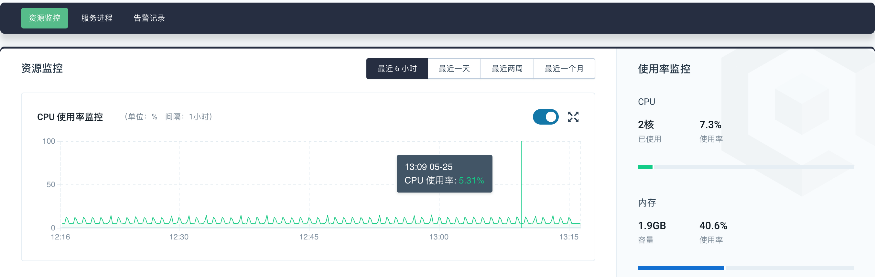 资源监控 服务进程 告警记录
资源监控
最近 6 小时 最近一天 最近两周 最近一个月
CPU 使用率监控 （单位：% 间隔：1小时）
100
50
0
13:09 05-25
CPU 使用率: 5.31%
12:16 12:30 12:45 13:00 13:15
使用率监控
CPU
2核 7.3%
已使用 使用率
内存
1.9GB 40.6%
容量 使用率